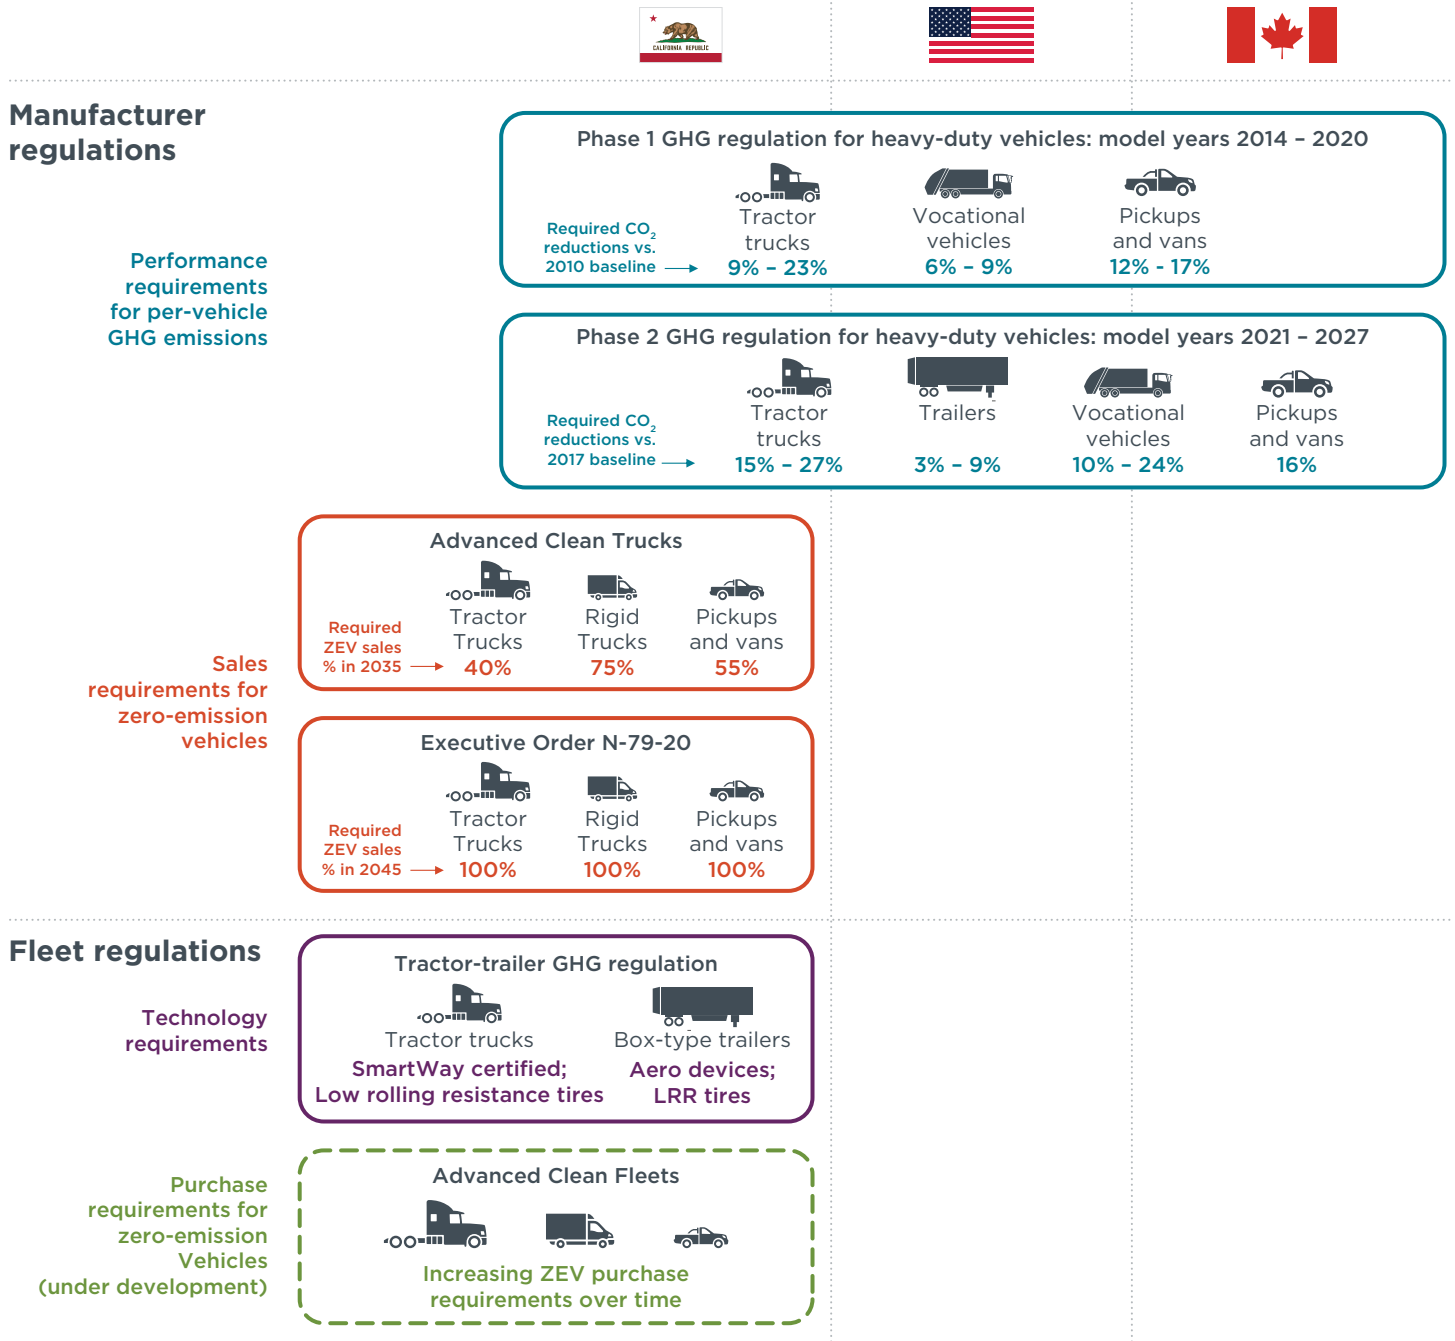 CALIFORNIA REPUBLIC
Manufacturer
regulations
Performance
requirements
for per-vehicle
GHG emissions
Phase 1 GHG regulation for heavy-duty vehicles: model years 2014 – 2020
Required CO2
reductions vs.
2010 baseline
Tractor
trucks
9% – 23%
Vocational
vehicles
6% – 9%
Pickups
and vans
12% - 17%
Phase 2 GHG regulation for heavy-duty vehicles: model years 2021 – 2027
Required CO2
reductions vs.
2017 baseline
Tractor
trucks
15% – 27%
Trailers
3% – 9%
Vocational
vehicles
10% – 24%
Pickups
and vans
16%
Sales
requirements for
zero-emission
vehicles
Advanced Clean Trucks
Required
ZEV sales
% in 2035
Tractor
Trucks
40%
Rigid
Trucks
75%
Pickups
and vans
55%
Executive Order N-79-20
Required
ZEV sales
% in 2045
Tractor
Trucks
100%
Rigid
Trucks
100%
Pickups
and vans
100%
Fleet regulations
Technology
requirements
Tractor-trailer GHG regulation
Tractor trucks
SmartWay certified;
Low rolling resistance tires
Box-type trailers
Aero devices;
LRR tires
Purchase
requirements for
zero-emission
Vehicles
(under development)
Advanced Clean Fleets
Increasing ZEV purchase
requirements over time